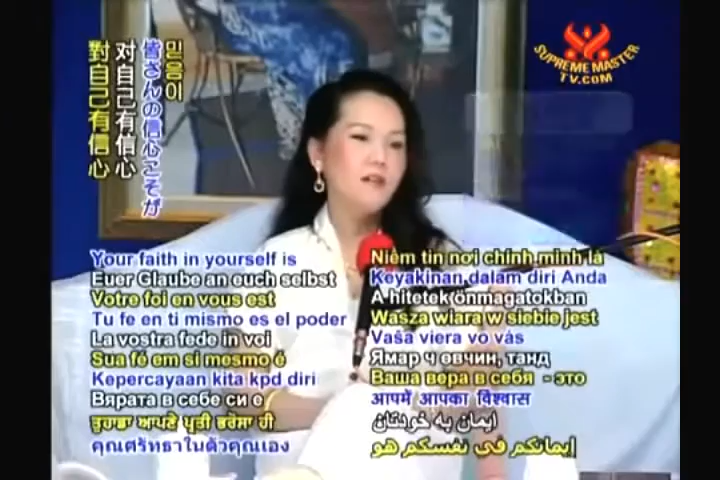 SUPREME MASTER
TV.COM
믿음이
皆さんの信心こそが
对自己有信心
對自己有信心
Your faith in yourself is
Euer Glaube an euch selbst
Votre foi en vous est
Tu fe en ti mismo es el poder
La vostra fede in voi
Sua fé em si mesmo é
Kepercayaan kita kpd diri
Вярата в себе си е
ਤੁਹਾਡਾ ਆਪਣੇ ਪ੍ਰਤੀ ਭਰੋਸਾ ਹੀ
คุณศรัทธาในตัวคุณเอง
Niềm tin nơi chính mình là
Keyakinan dalam diri Anda
A hitetek önmagatokban
Wasza wiara w siebie jest
Vaša viera vo vás
Ямар ч өвчин, танд
Ваша вера в себя - это
आपमें आपका विश्वास
ایمان به خودتان
إيمانكم في نفسكم هو